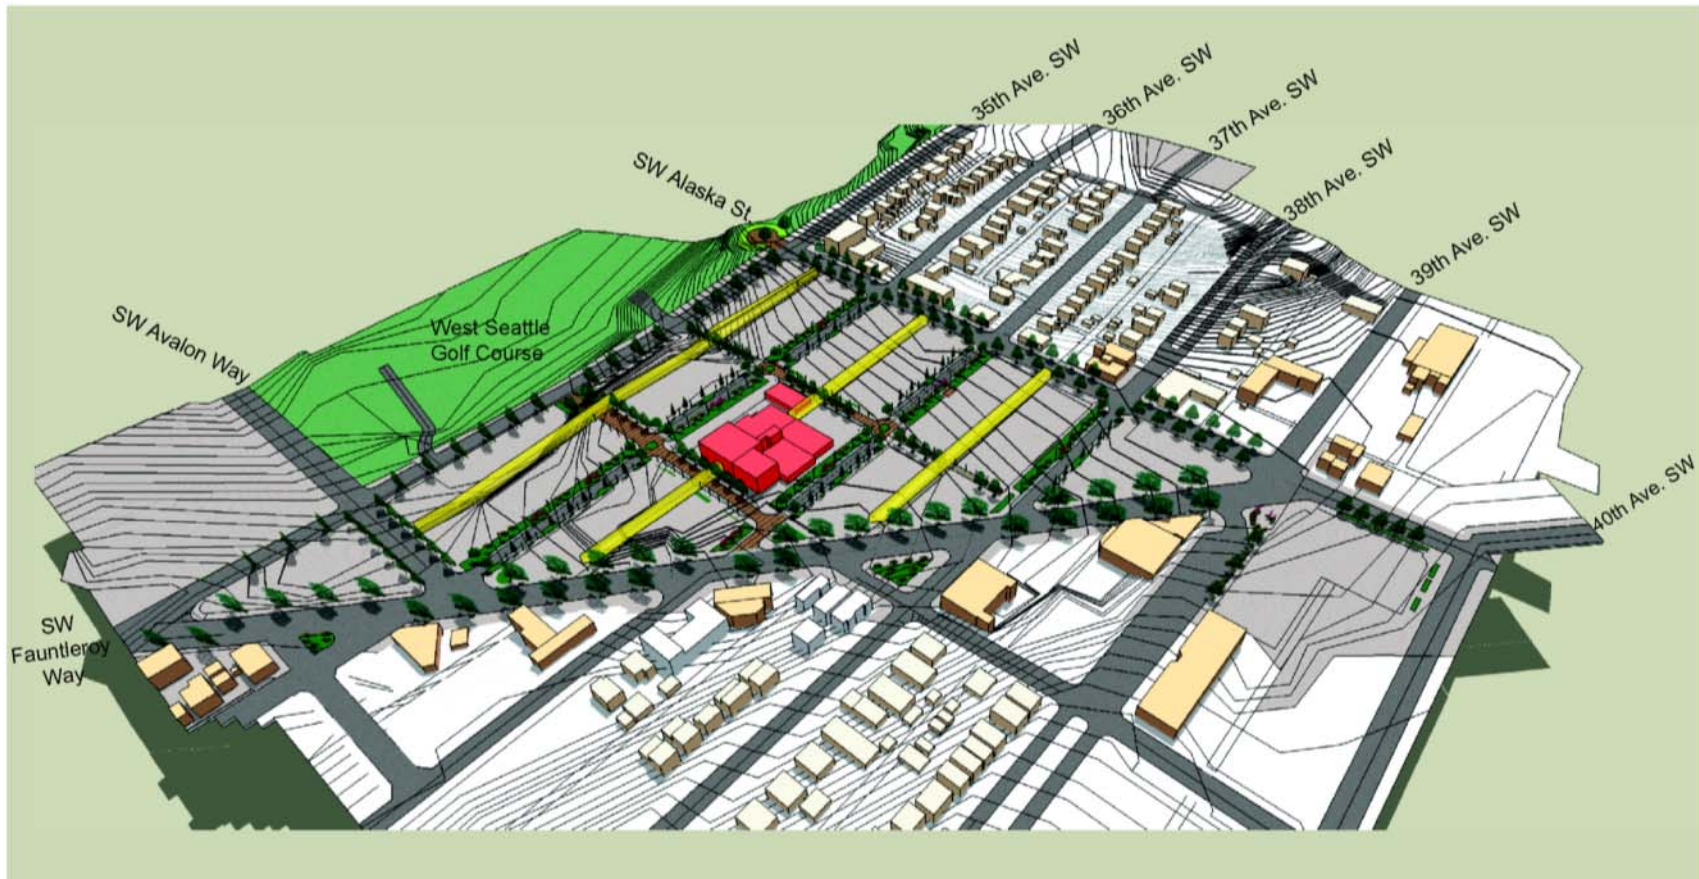 35th Ave. SW
36th Ave. SW
37th Ave. SW
38th Ave. SW
39th Ave. SW
40th Ave. SW
SW Alaska St.
SW Avalon Way
West Seattle
Golf Course
SW
Fauntleroy
Way